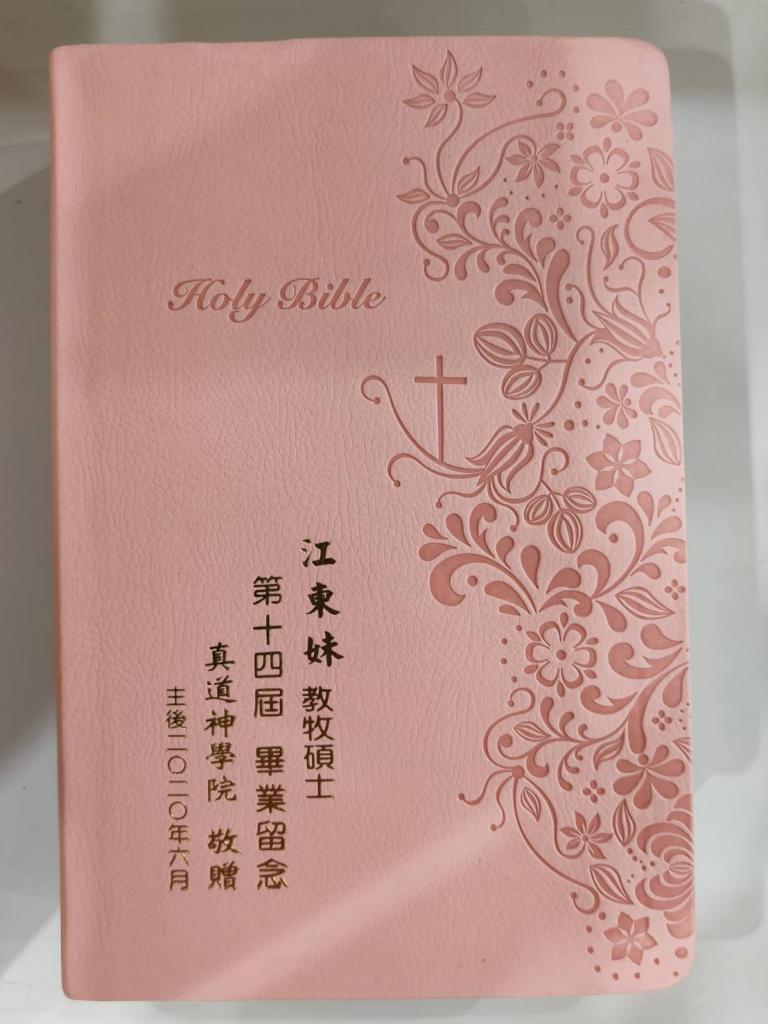 Holy Bible
江東妹 教牧碩士
第十四屆 畢業留念
真道神學院 敬贈
主後二〇二〇年六月